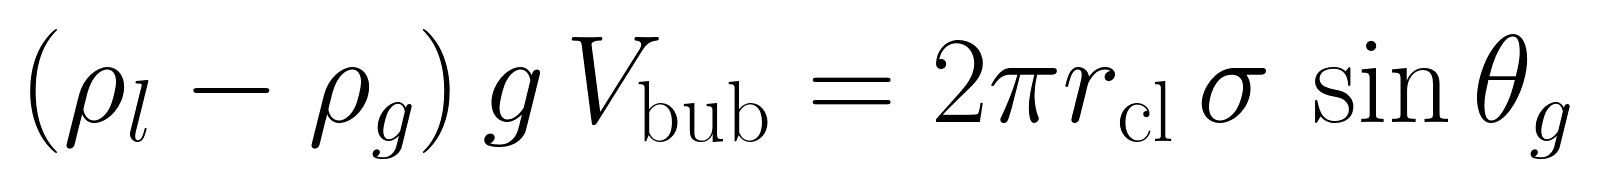 (ρ_l − ρ_g) g V_bub = 2πr_cl σ sin θ_g